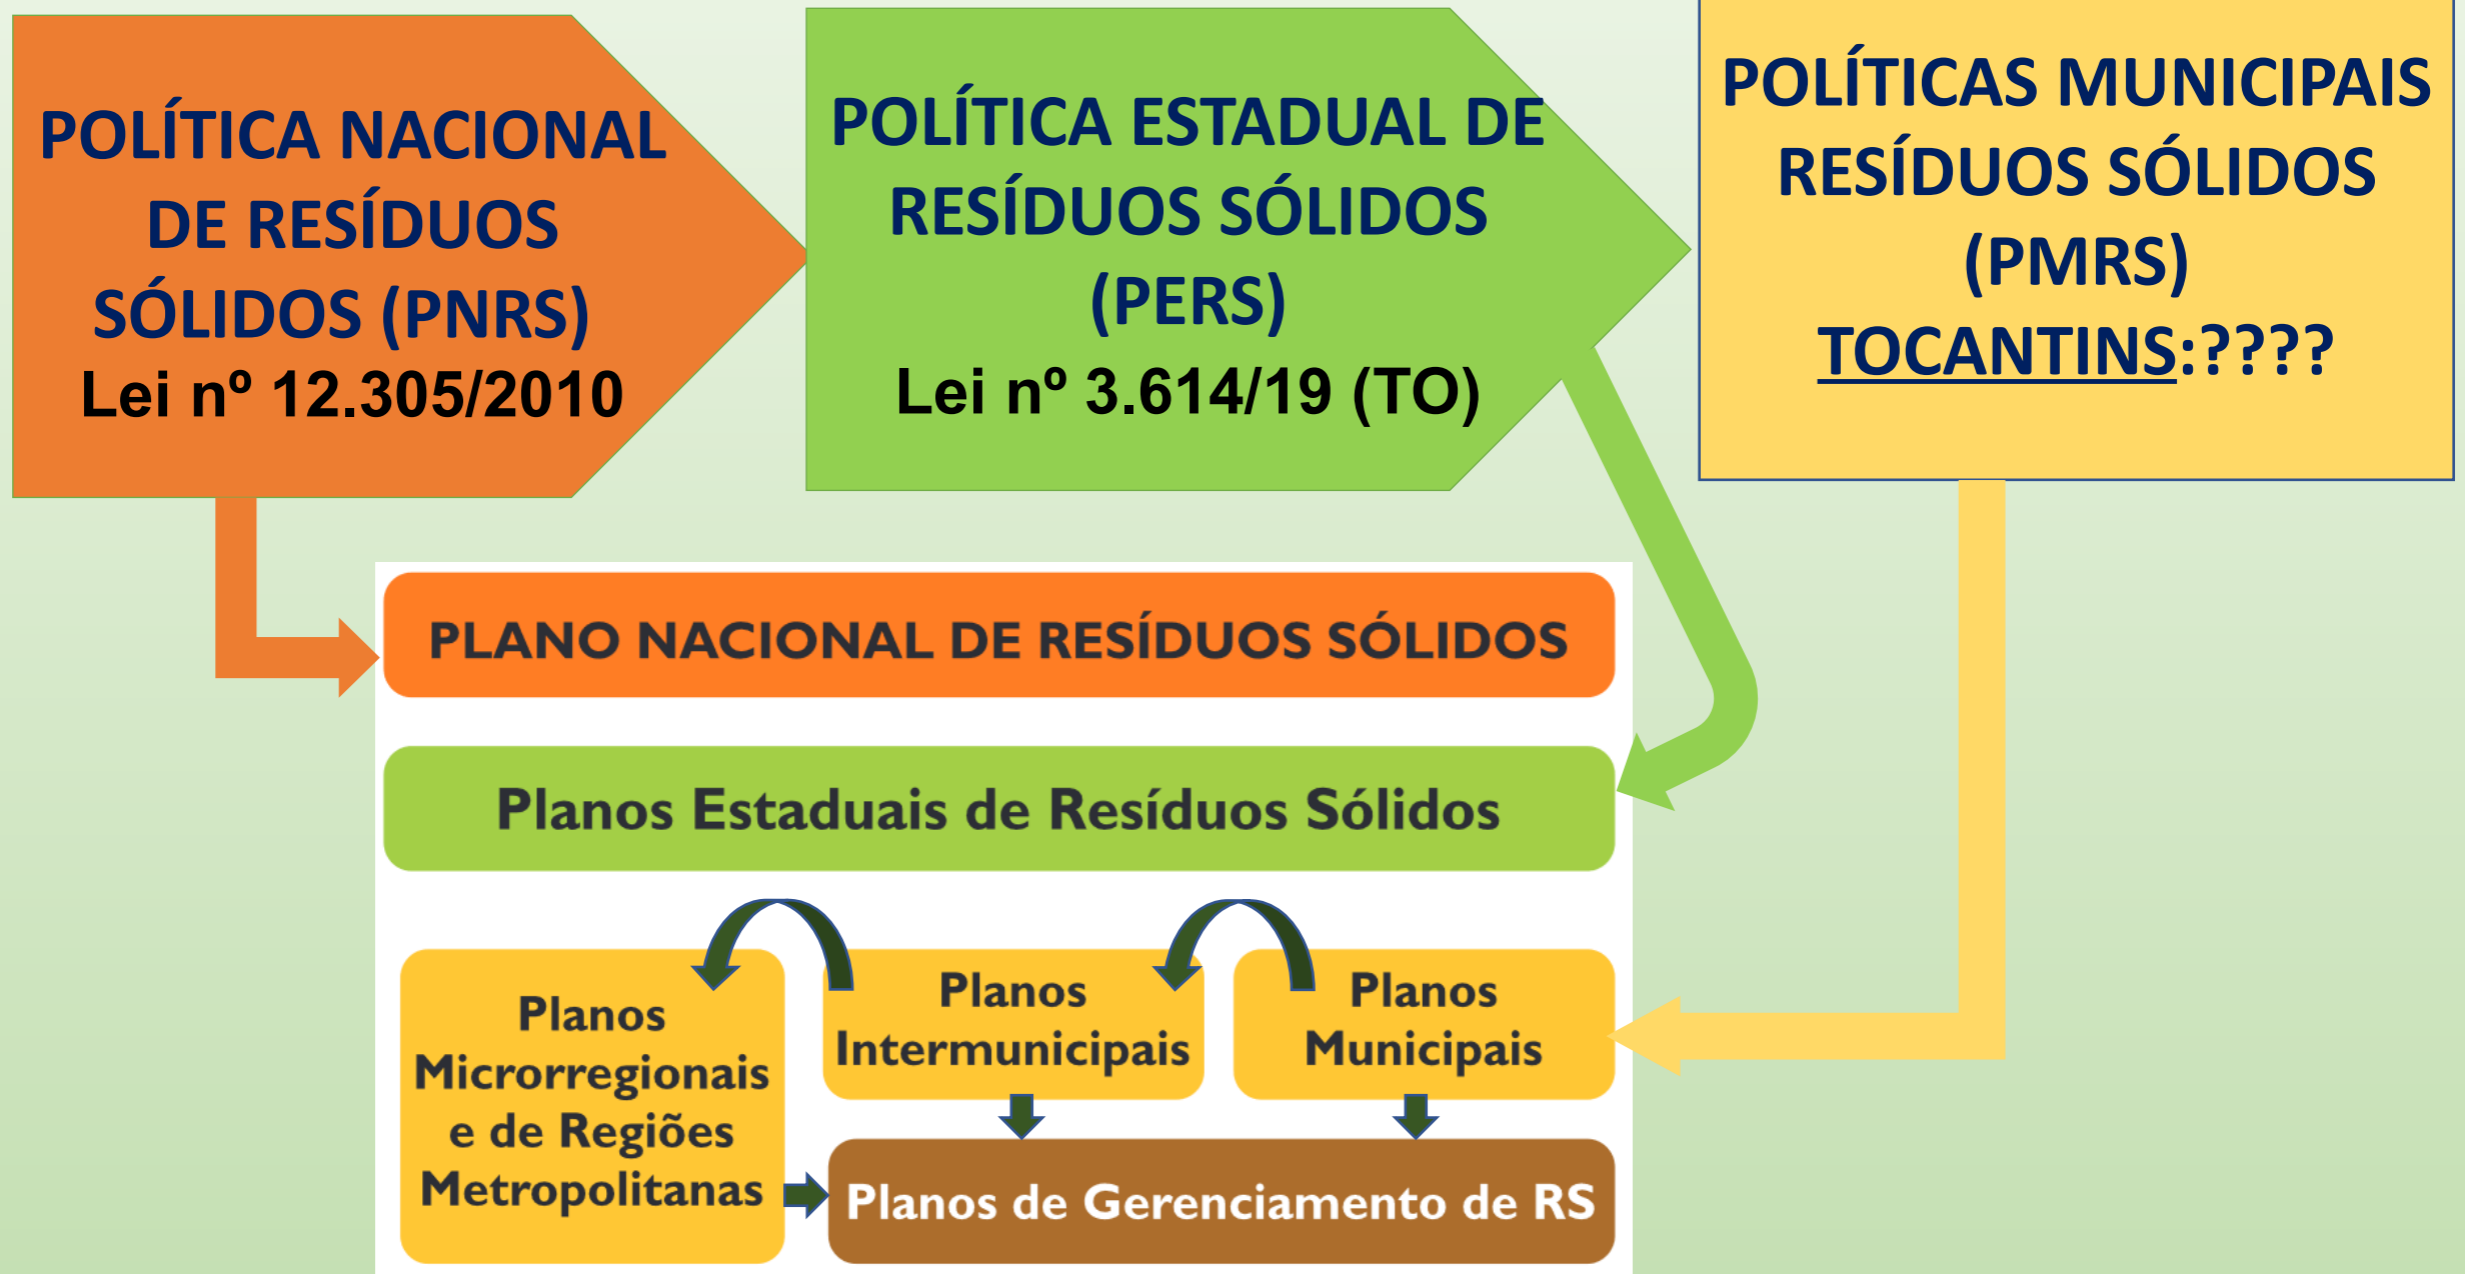 POLÍTICA NACIONAL
DE RESÍDUOS
SÓLIDOS (PNRS)
Lei nº 12.305/2010
POLÍTICA ESTADUAL DE
RESÍDUOS SÓLIDOS
(PERS)
Lei nº 3.614/19 (TO)
POLÍTICAS MUNICIPAIS
RESÍDUOS SÓLIDOS
(PMRS)
TOCANTINS:????
PLANO NACIONAL DE RESÍDUOS SÓLIDOS
Planos Estaduais de Resíduos Sólidos
Planos
Microrregionais
e de Regiões
Metropolitanas
Planos
Intermunicipais
Planos
Municipais
Planos de Gerenciamento de RS